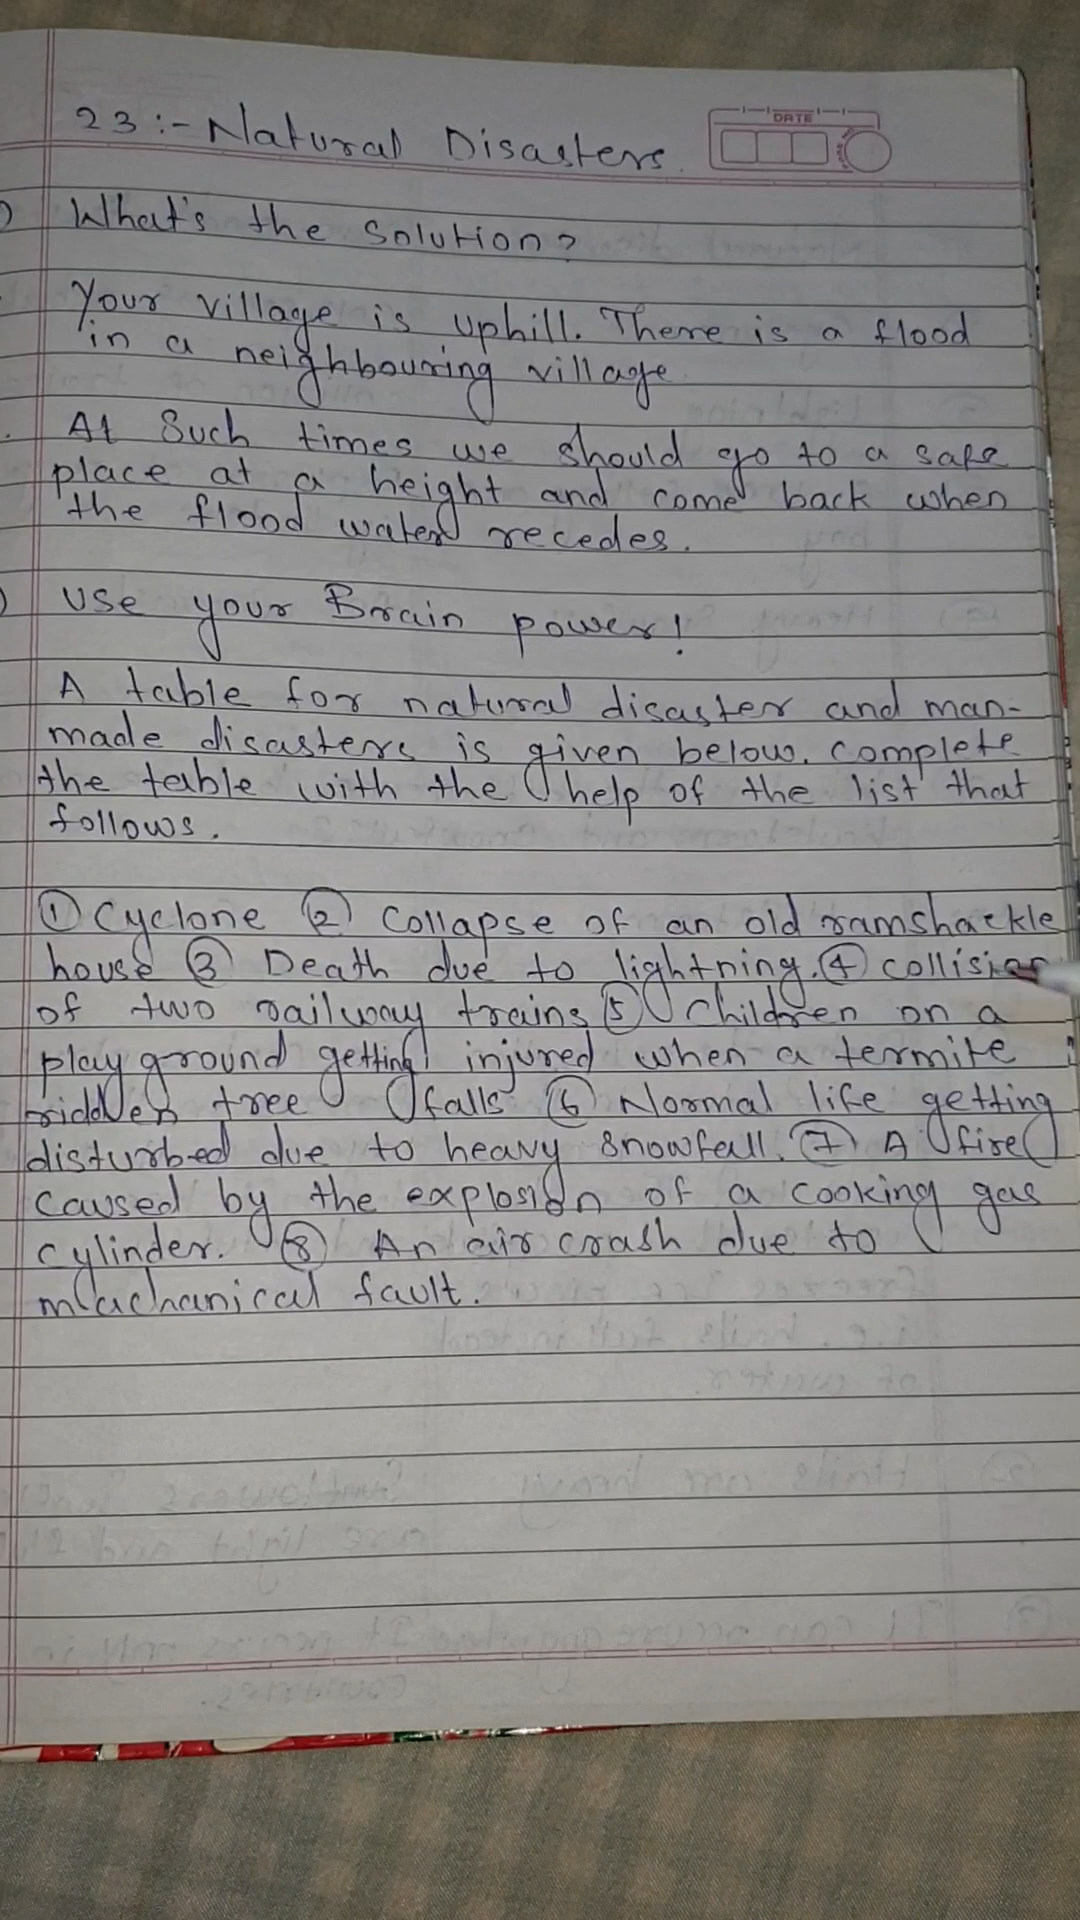 23:- Natural Disasters.
DATE
What's the Solution?
Your village is uphill. There is a flood
in a neighbouring village
At Such times we should go to a safe
place at a height and come back when
the flood water recedes.
Use your Brain power!
A table for natural disaster and man-
made disasters is given below. complete
the table with the help of the list that
follows.
① Cyclone ② Collapse of an old ramshackle
house ③ Death due to lightning. ④ collision
of two railway trains ⑤ children on a
playground getting injured when a termite
ridden tree falls ⑥ Normal life getting
disturbed due to heavy snowfall. ⑦ A fire
caused by the explosion of a cooking gas
cylinder. ⑧ An air crash due to
machanical fault.